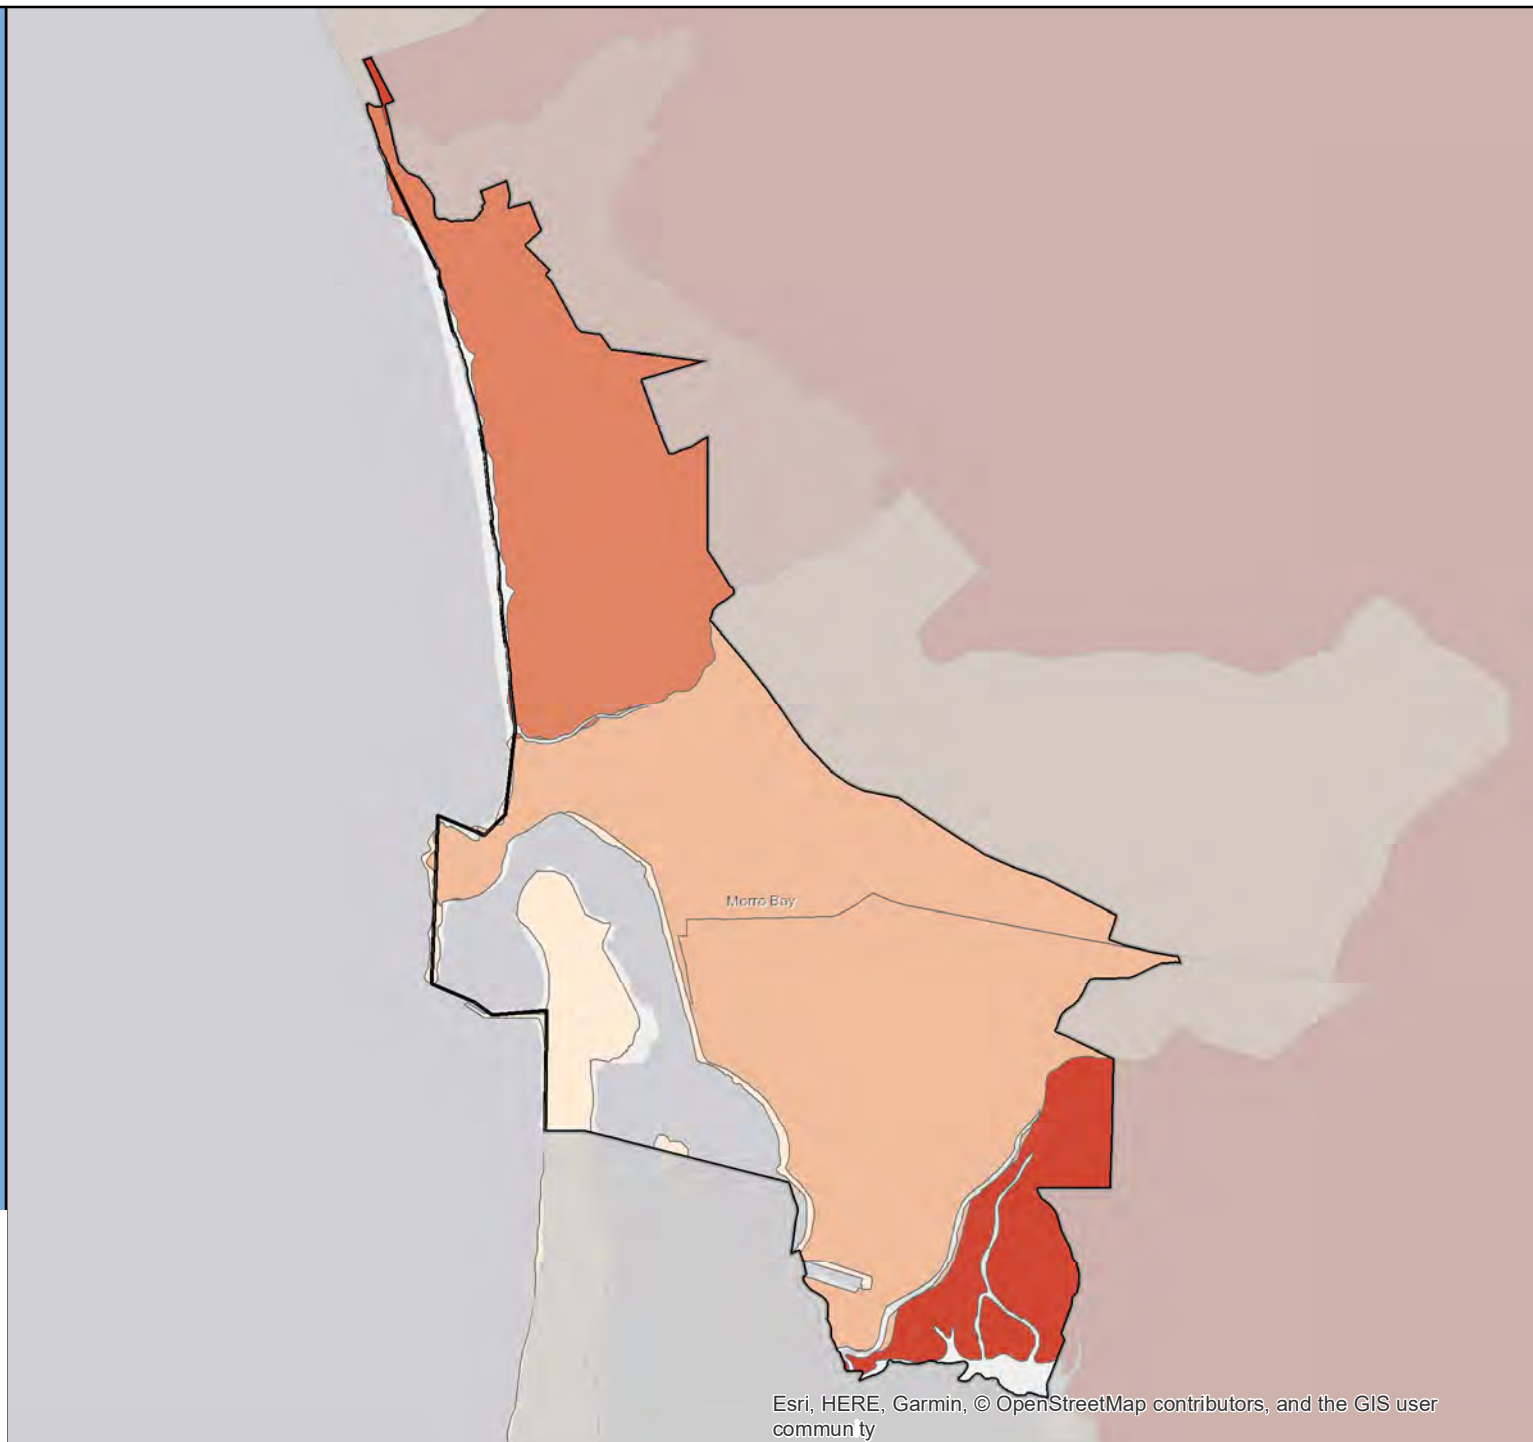 Morro Bay
Esri, HERE, Garmin, © OpenStreetMap contributors, and the GIS user
commun ty